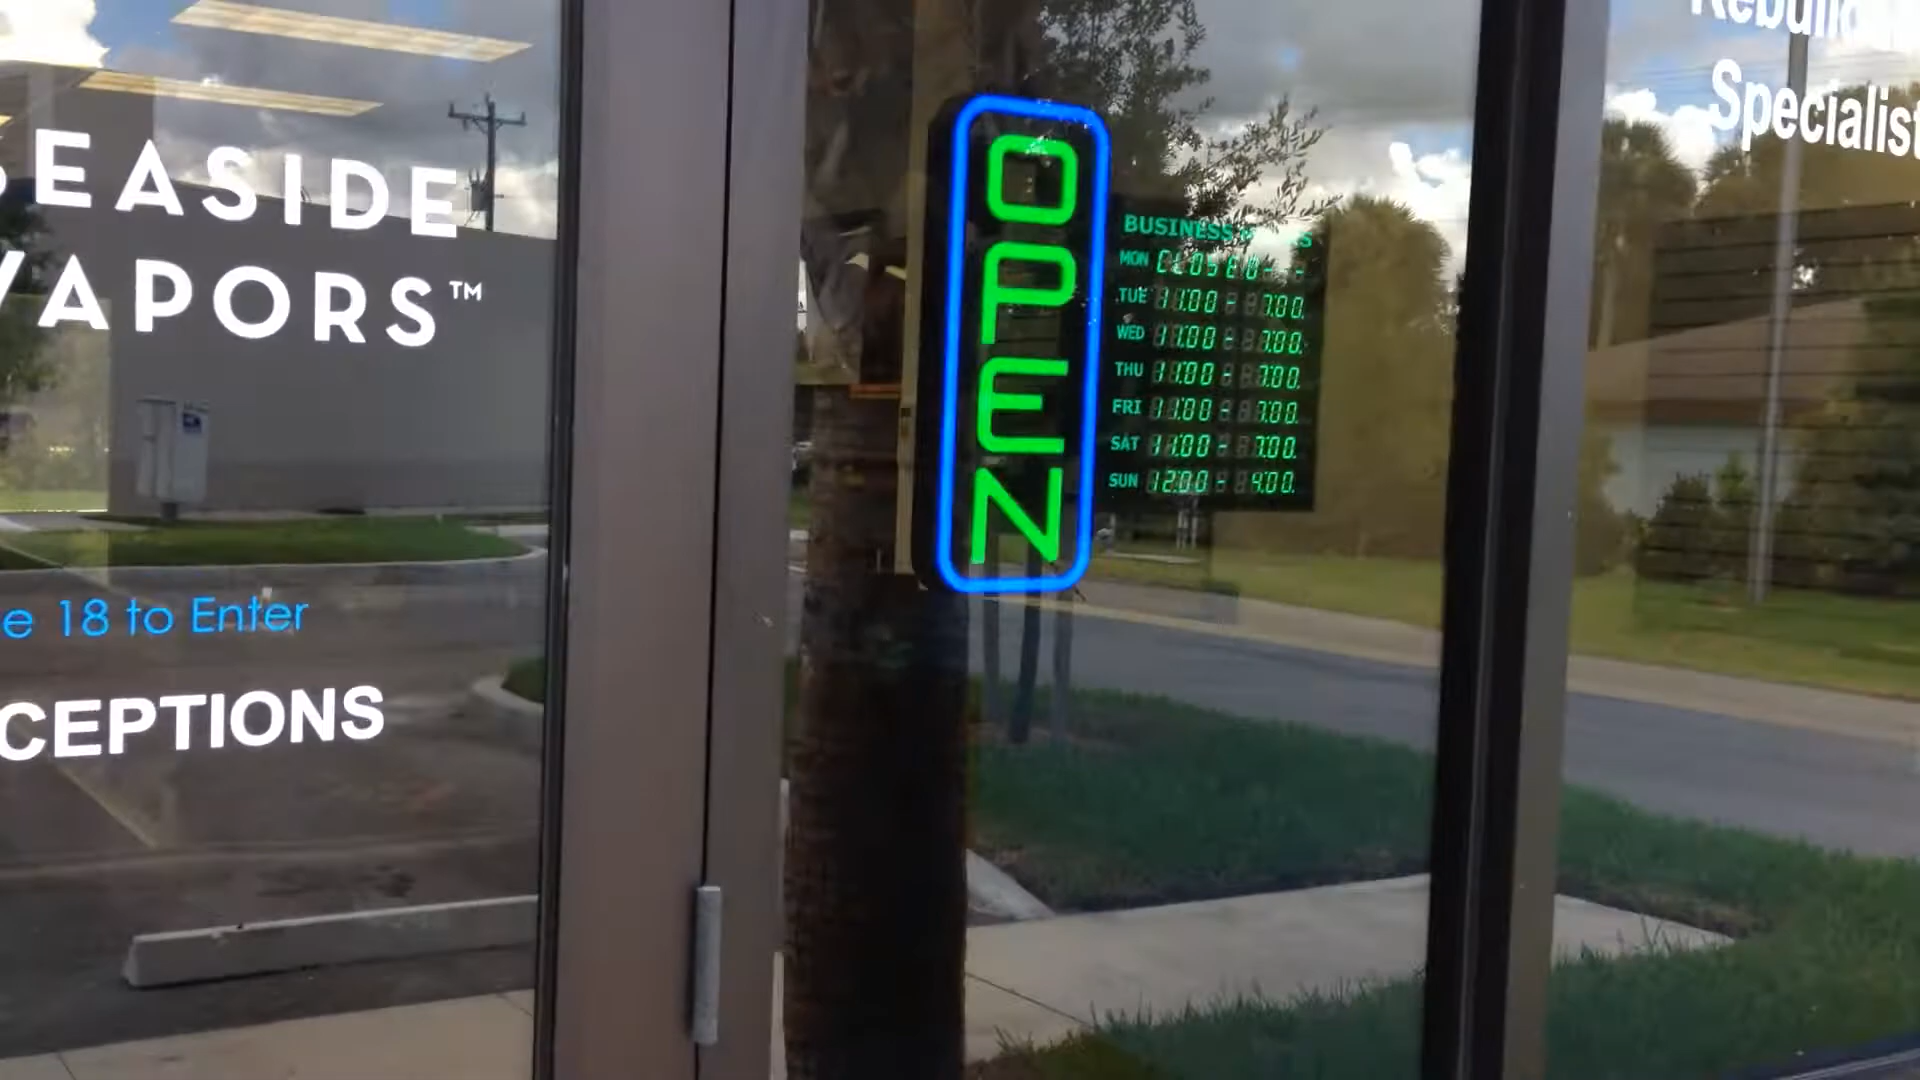 SEASIDE
VAPORS™
e 18 to Enter
CEPTIONS
OPEN
BUSINESS
MON CLOSED--
TUE 11:00 - 7:00.
WED 11:00 - 7:00.
THU 11:00 - 7:00.
FRI 11:00 - 7:00.
SAT 11:00 - 7:00.
SUN 12:00 - 4:00.
Specialist